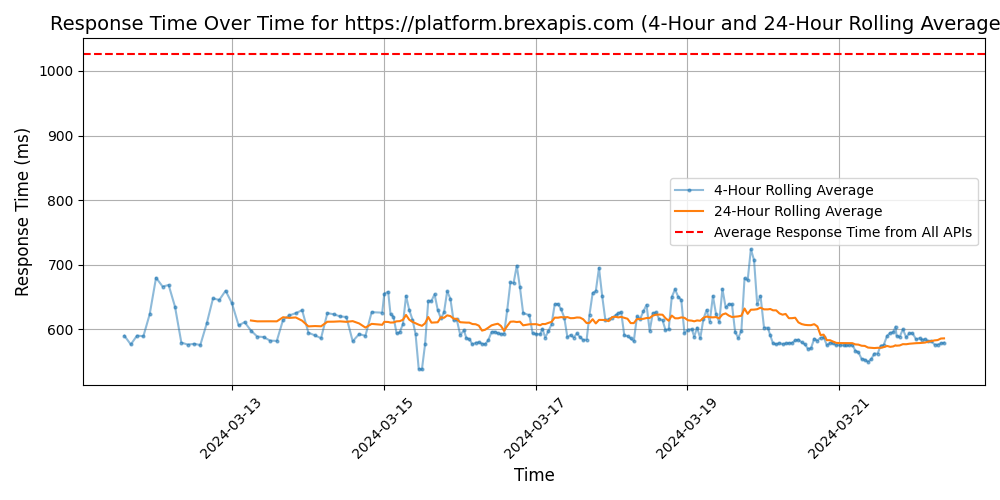 Response Time Over Time for https://platform.brexapis.com (4-Hour and 24-Hour Rolling Average
Response Time (ms)
1000
900
800
700
600
4-Hour Rolling Average
24-Hour Rolling Average
Average Response Time from All APIs
2024-03-13
2024-03-15
2024-03-17
2024-03-19
2024-03-21
Time